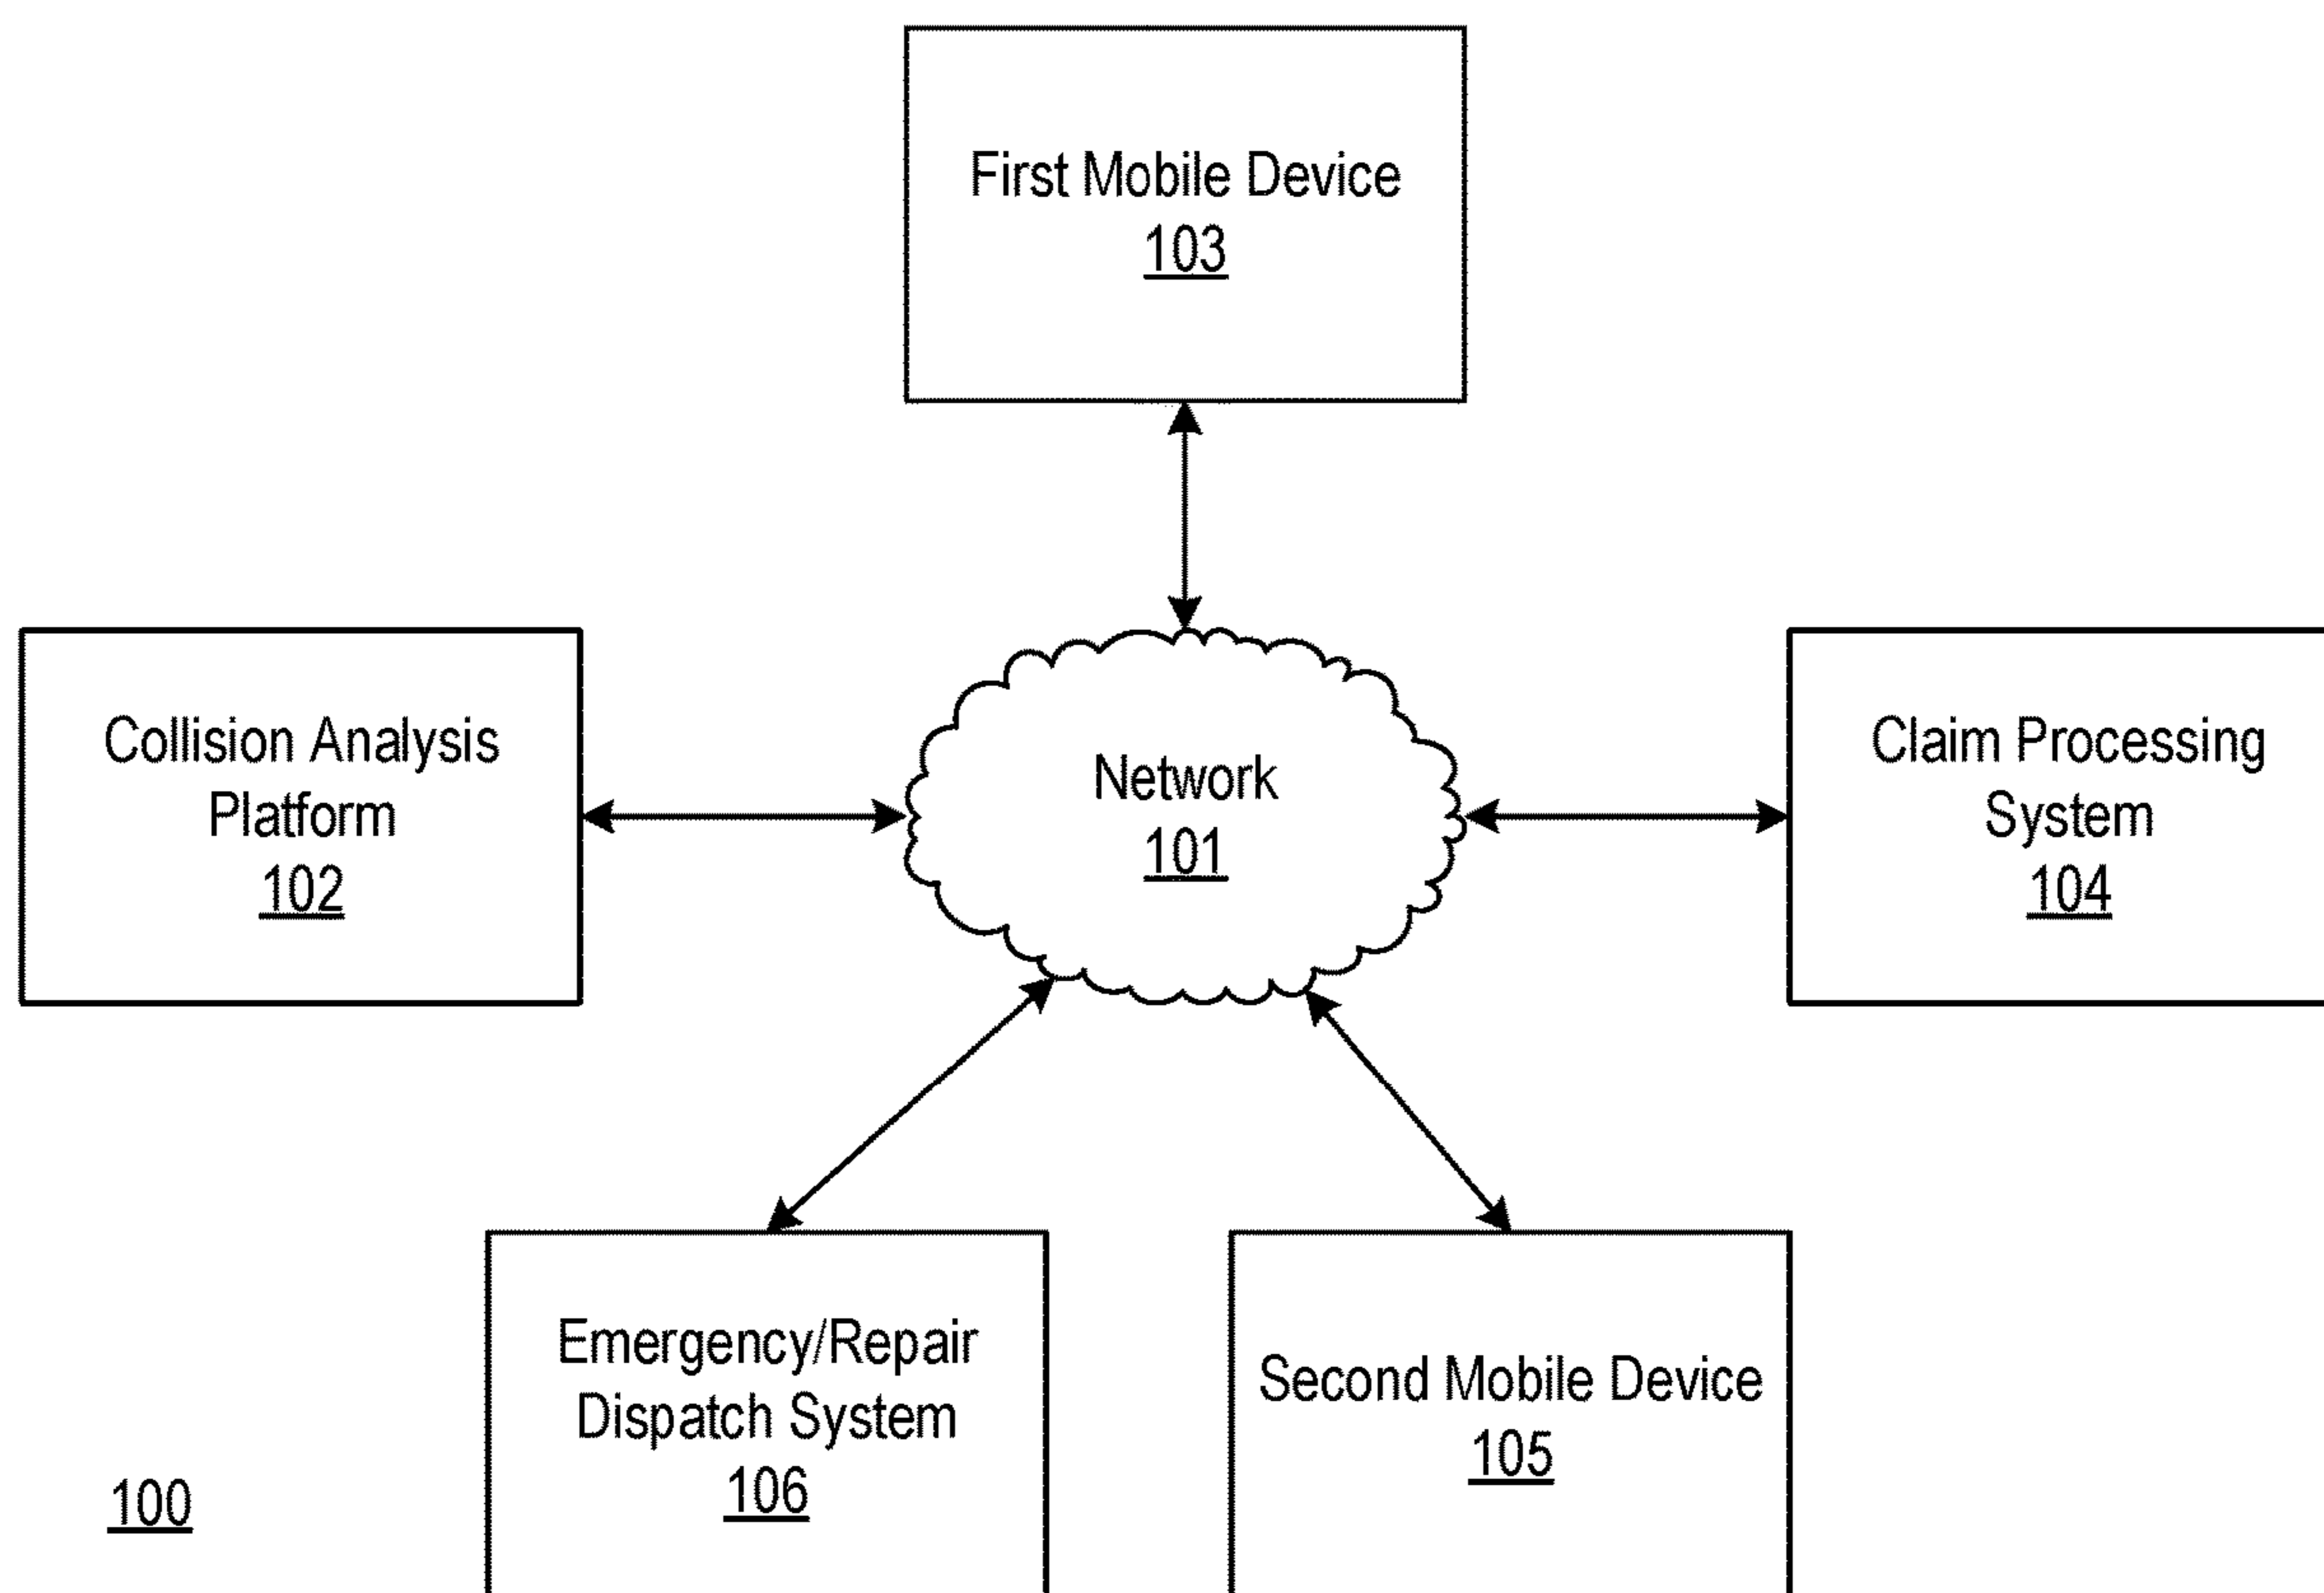 First Mobile Device
103
Collision Analysis
Platform
102
Network
101
Claim Processing
System
104
Emergency/Repair
Dispatch System
106
Second Mobile Device
105
100